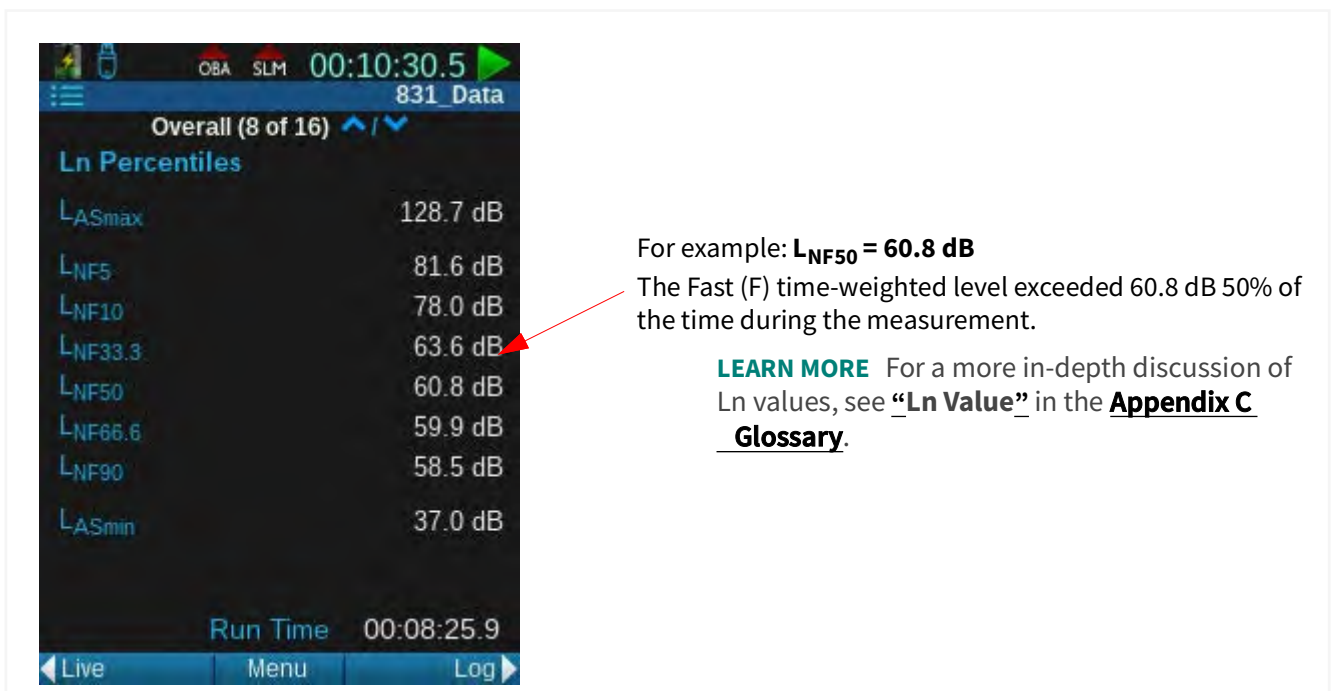 OBA SLM 00:10:30.5
831_Data
Overall (8 of 16) /
Ln Percentiles
LASmax 128.7 dB
LNF5 81.6 dB
LNF10 78.0 dB
LNF33.3 63.6 dB
LNF50 60.8 dB
LNF66.6 59.9 dB
LNF90 58.5 dB
LASmin 37.0 dB
Run Time 00:08:25.9
Live Menu Log
For example: LNF50 = 60.8 dB
The Fast (F) time-weighted level exceeded 60.8 dB 50% of
the time during the measurement.
LEARN MORE For a more in-depth discussion of
Ln values, see “Ln Value” in the Appendix C
Glossary.